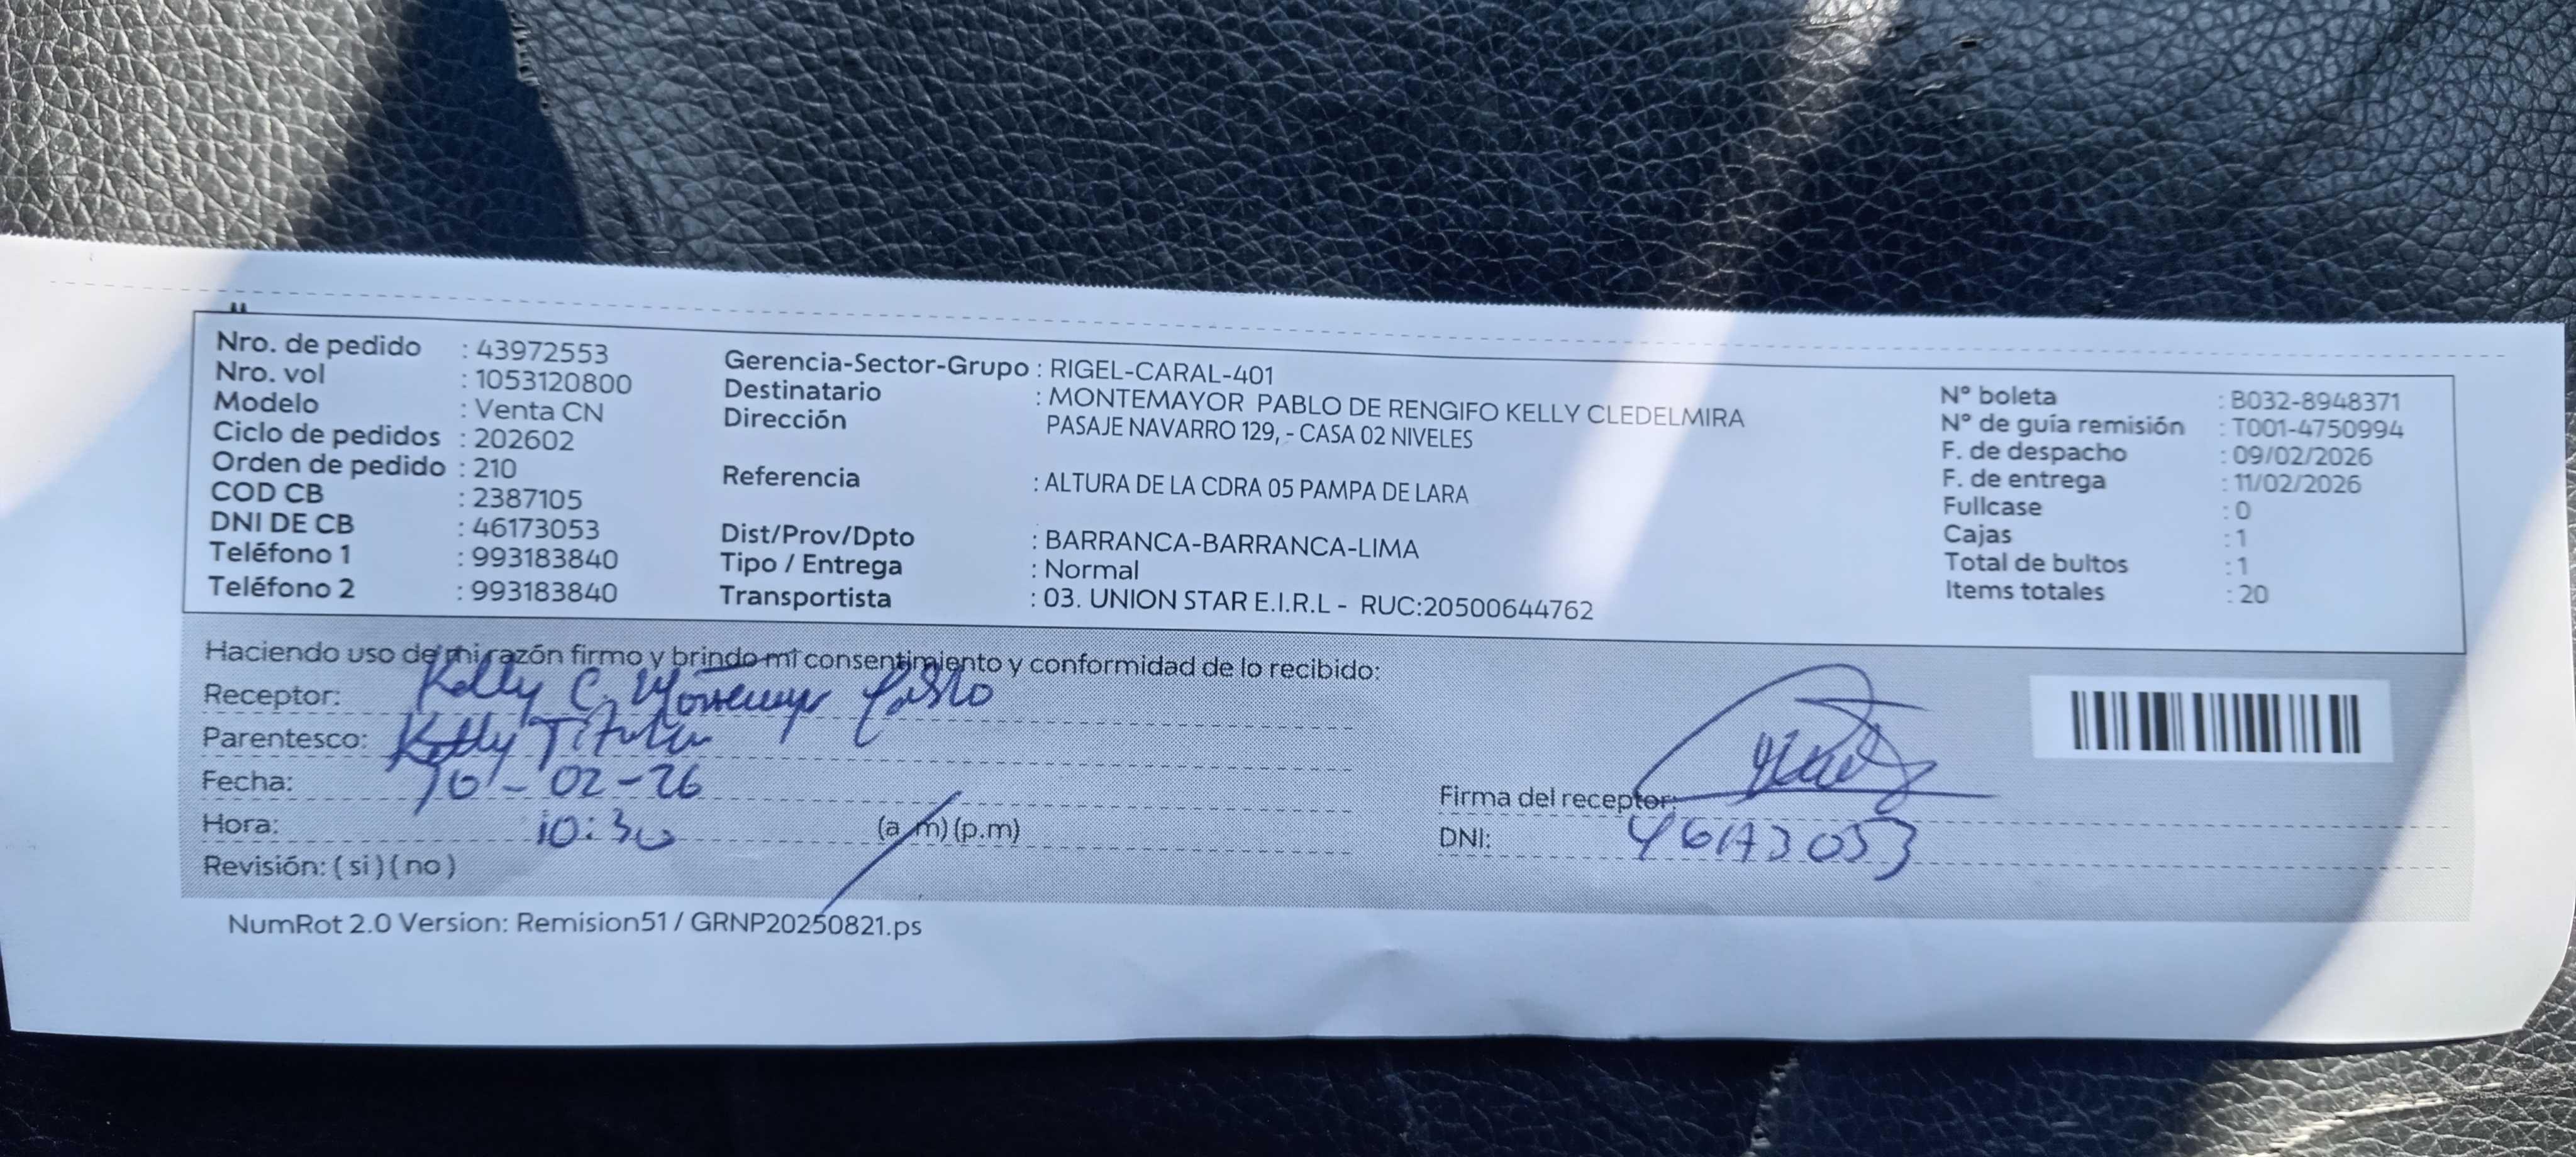 Nro. de pedido : 43972553
Nro. vol : 1053120800
Modelo : Venta CN
Ciclo de pedidos : 202602
Orden de pedido : 210
COD CB : 2387105
DNI DE CB : 46173053
Teléfono 1 : 993183840
Teléfono 2 : 993183840
Gerencia-Sector-Grupo : RIGEL-CARAL-401
Destinatario : MONTEMAYOR PABLO DE RENGIFO KELLY CLEDELMIRA
Dirección PASAJE NAVARRO 129, - CASA 02 NIVELES
Referencia : ALTURA DE LA CDRA 05 PAMPA DE LARA
Dist/Prov/Dpto : BARRANCA-BARRANCA-LIMA
Tipo / Entrega : Normal
Transportista : 03. UNION STAR E.I.R.L - RUC:20500644762
N° boleta : B032-8948371
N° de guía remisión : T001-4750994
F. de despacho : 09/02/2026
F. de entrega : 11/02/2026
Fullcase : 0
Cajas : 1
Total de bultos : 1
Items totales : 20
Haciendo uso de mi razón firmo y brindo mi consentimiento y conformidad de lo recibido:
Receptor: Kelly C. Pablo
Parentesco: Kelly Titular
Fecha: 10-02-26
Hora: 10:30 (a.m) (p.m)
Revisión: ( si ) ( no )
Firma del receptor:
DNI: 46173053
NumRot 2.0 Version: Remision51 / GRNP20250821.ps